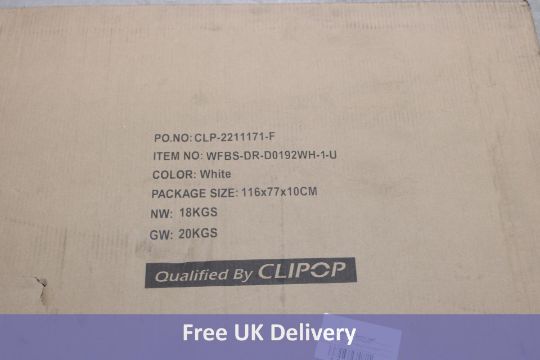 PO.NO: CLP-2211171-F
ITEM NO: WFBS-DR-D0192WH-1-U
COLOR: White
PACKAGE SIZE: 116x77x10CM
NW: 18KGS
GW: 20KGS
Qualified By CLIPOP
Free UK Delivery